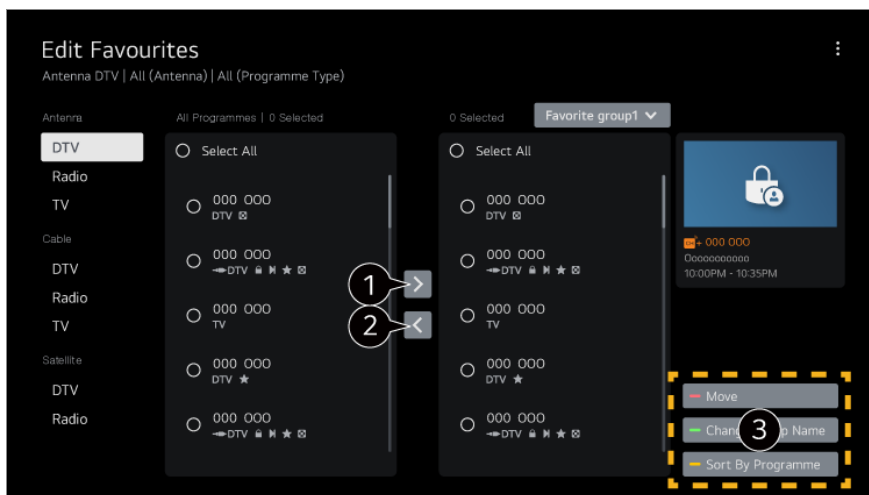 Edit Favourites
Antenna DTV | All (Antenna) | All (Programme Type)
Antenna
DTV
Radio
TV
Cable
DTV
Radio
TV
Satellite
DTV
Radio
All Programmes | 0 Selected
Select All
000 000
DTV
000 000
DTV
000 000
TV
000 000
DTV
000 000
DTV
1
2
0 Selected
Favorite group1
Select All
000 000
DTV
000 000
DTV
000 000
TV
000 000
DTV
000 000
DTV
+ 000 000
Oooooooooo
10:00PM - 10:35PM
Move
3
Name
Sort By Programme